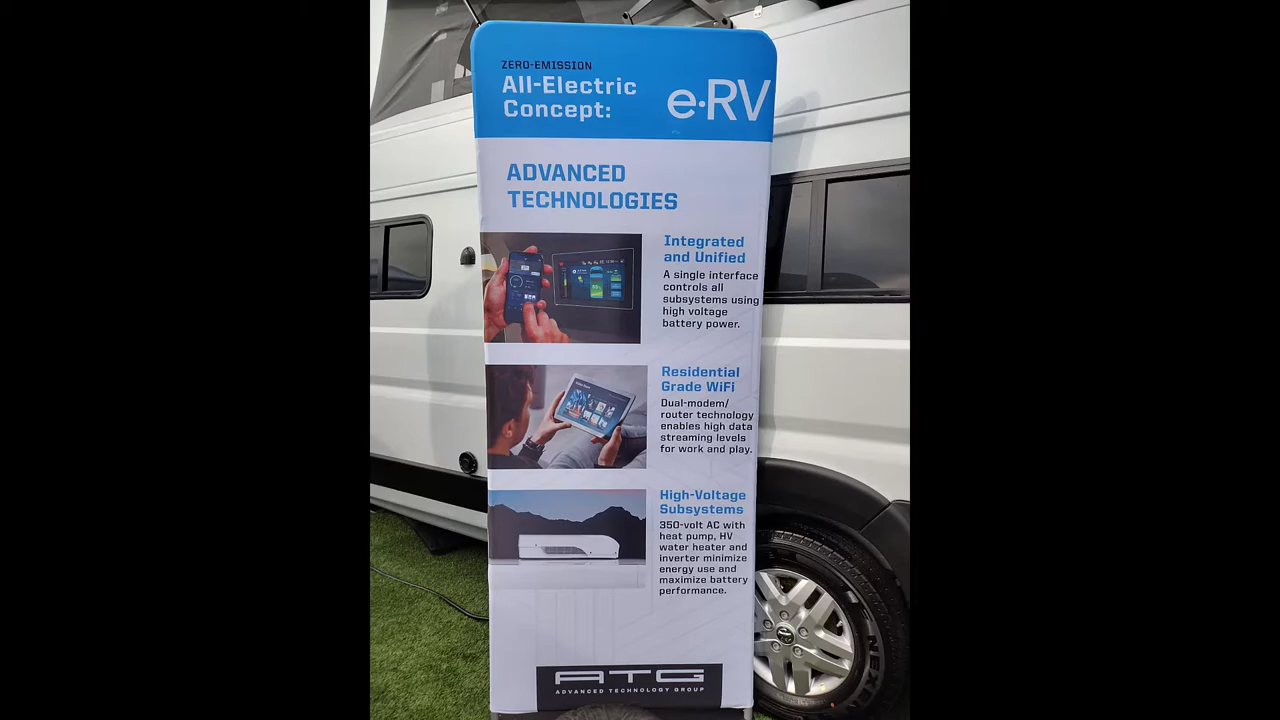 ZERO-EMISSION
All-Electric
Concept:
e·RV
ADVANCED
TECHNOLOGIES
Integrated
and Unified
A single interface
controls all
subsystems using
high voltage
battery power.
Residential
Grade WiFi
Dual-modem/
router technology
enables high data
streaming levels
for work and play.
High-Voltage
Subsystems
350-volt AC with
heat pump, HV
water heater and
inverter minimize
energy use and
maximize battery
performance.
ATG
ADVANCED TECHNOLOGY GROUP